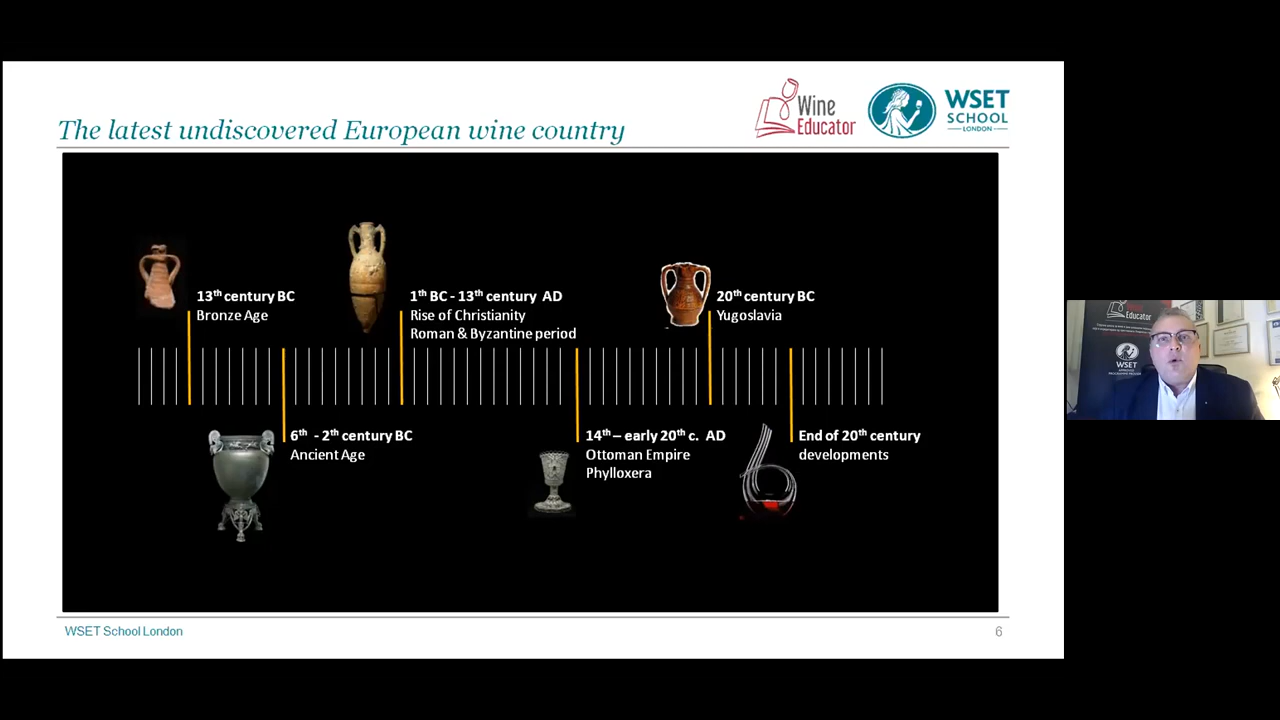 The latest undiscovered European wine country
Wine
Educator
WSET
SCHOOL
LONDON
13th century BC
Bronze Age
1th BC - 13th century AD
Rise of Christianity
Roman & Byzantine period
20th century BC
Yugoslavia
6th - 2th century BC
Ancient Age
14th – early 20th c. AD
Ottoman Empire
Phylloxera
End of 20th century
developments
WSET School London
6
Educator
WSET